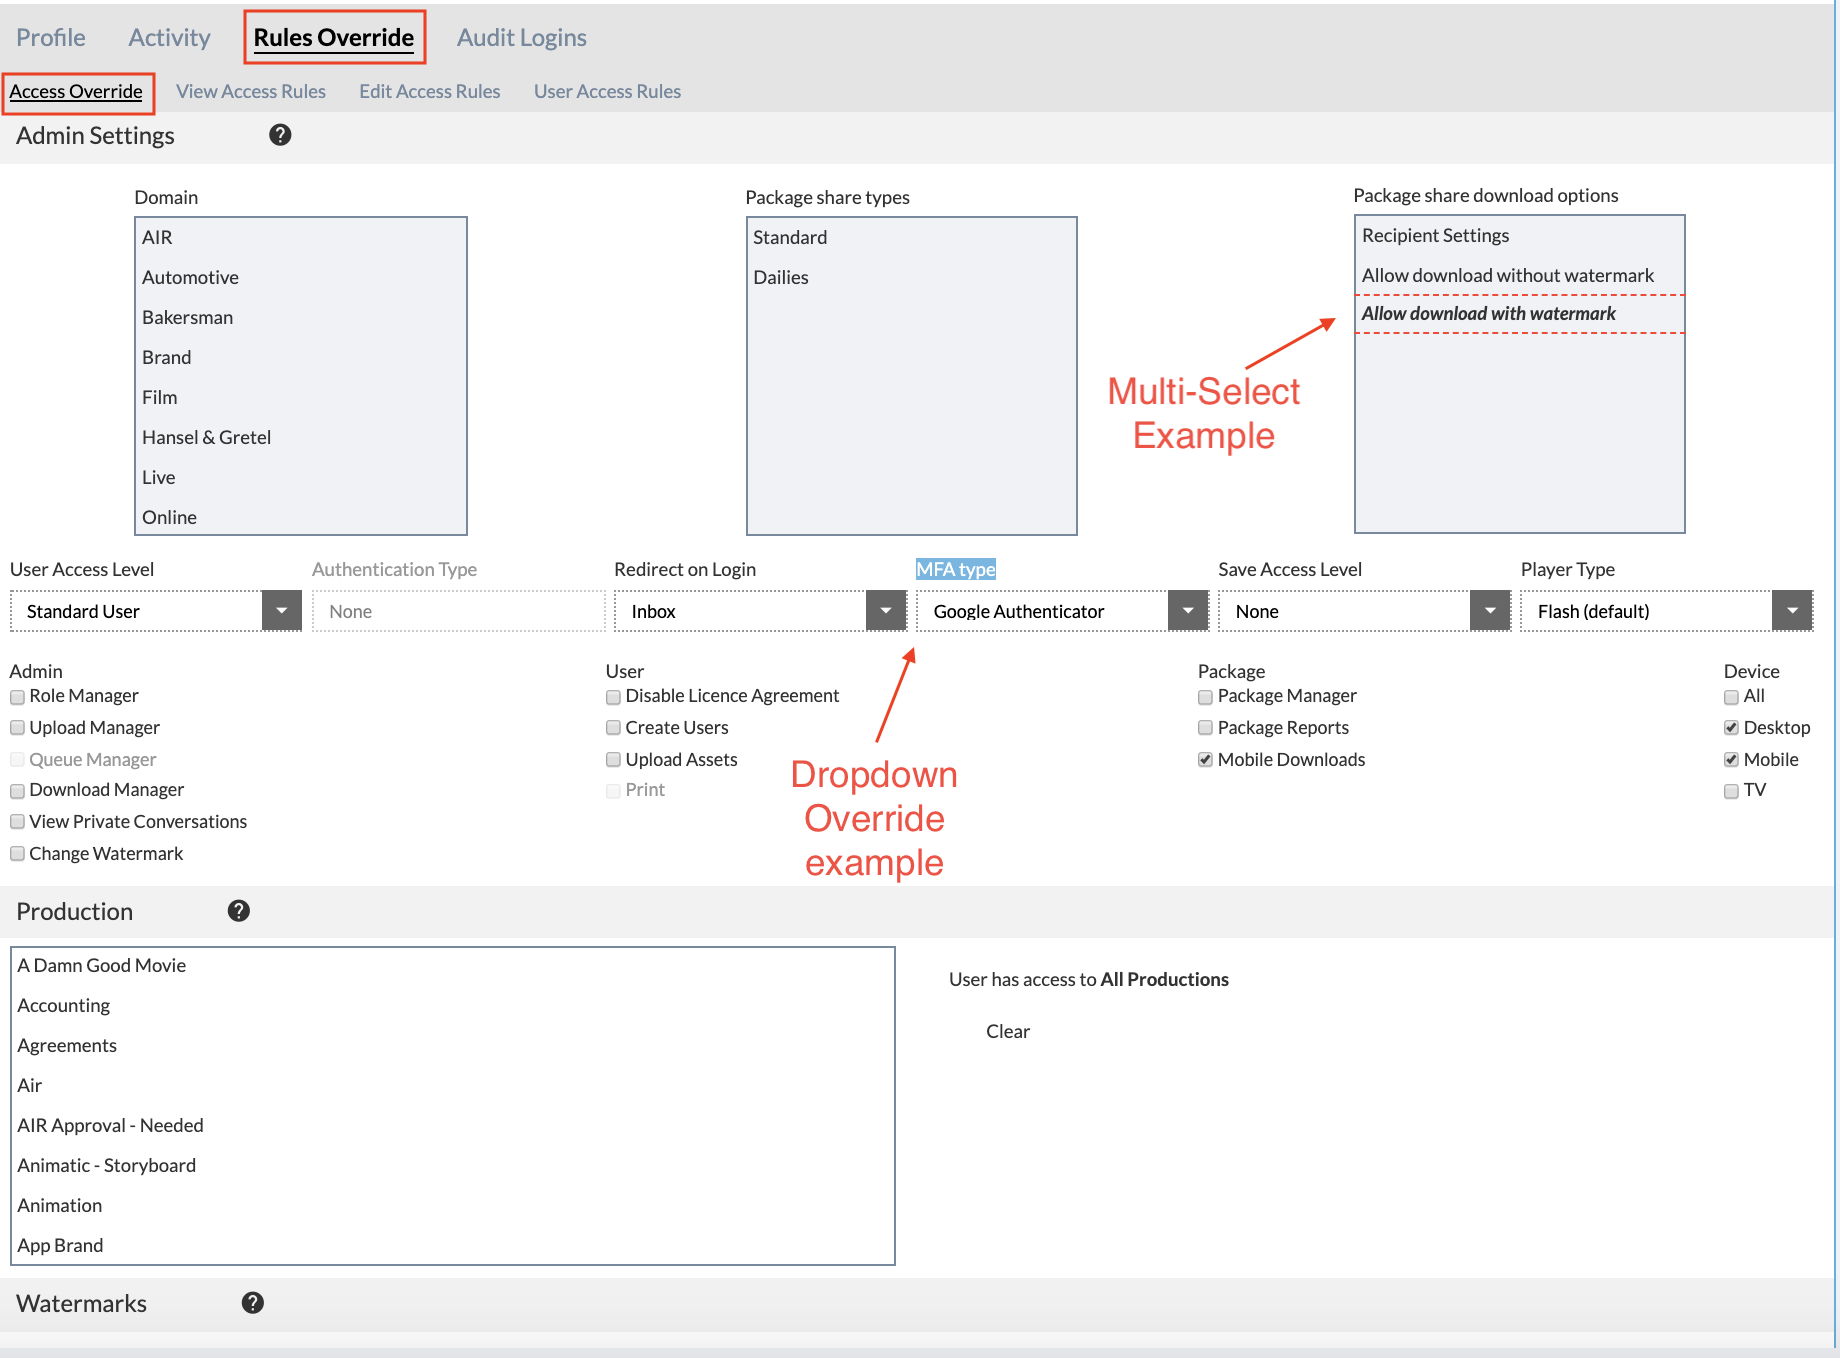 Profile Activity Rules Override Audit Logins
Access Override View Access Rules Edit Access Rules User Access Rules
Admin Settings ?
Domain
AIR
Automotive
Bakersman
Brand
Film
Hansel & Gretel
Live
Online
Package share types
Standard
Dailies
Package share download options
Recipient Settings
Allow download without watermark
Allow download with watermark
Multi-Select
Example
User Access Level
Standard User
Authentication Type
None
Redirect on Login
Inbox
MFA type
Google Authenticator
Save Access Level
None
Player Type
Flash (default)
Admin
Role Manager
Upload Manager
Queue Manager
Download Manager
View Private Conversations
Change Watermark
User
Disable Licence Agreement
Create Users
Upload Assets
Print
Dropdown
Override
example
Package
Package Manager
Package Reports
Mobile Downloads
Device
All
Desktop
Mobile
TV
Production ?
A Damn Good Movie
Accounting
Agreements
Air
AIR Approval - Needed
Animatic - Storyboard
Animation
App Brand
User has access to All Productions
Clear
Watermarks ?